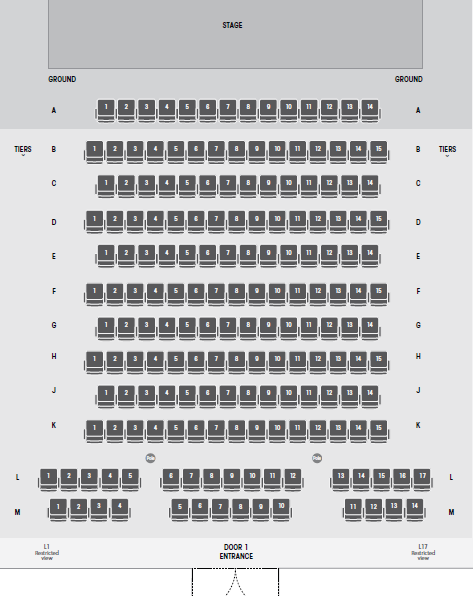 STAGE
GROUND GROUND
A 1 2 3 4 5 6 7 8 9 10 11 12 13 14 A
TIERS B 1 2 3 4 5 6 7 8 9 10 11 12 13 14 15 B TIERS
C 1 2 3 4 5 6 7 8 9 10 11 12 13 14 C
D 1 2 3 4 5 6 7 8 9 10 11 12 13 14 15 D
E 1 2 3 4 5 6 7 8 9 10 11 12 13 14 E
F 1 2 3 4 5 6 7 8 9 10 11 12 13 14 15 F
G 1 2 3 4 5 6 7 8 9 10 11 12 13 14 G
H 1 2 3 4 5 6 7 8 9 10 11 12 13 14 15 H
J 1 2 3 4 5 6 7 8 9 10 11 12 13 14 J
K 1 2 3 4 5 6 7 8 9 10 11 12 13 14 15 K
Pole Pole
L 1 2 3 4 5 6 7 8 9 10 11 12 13 14 15 16 17 L
M 1 2 3 4 5 6 7 8 9 10 11 12 13 14 M
L1 DOOR 1 L17
Restricted ENTRANCE Restricted
view view